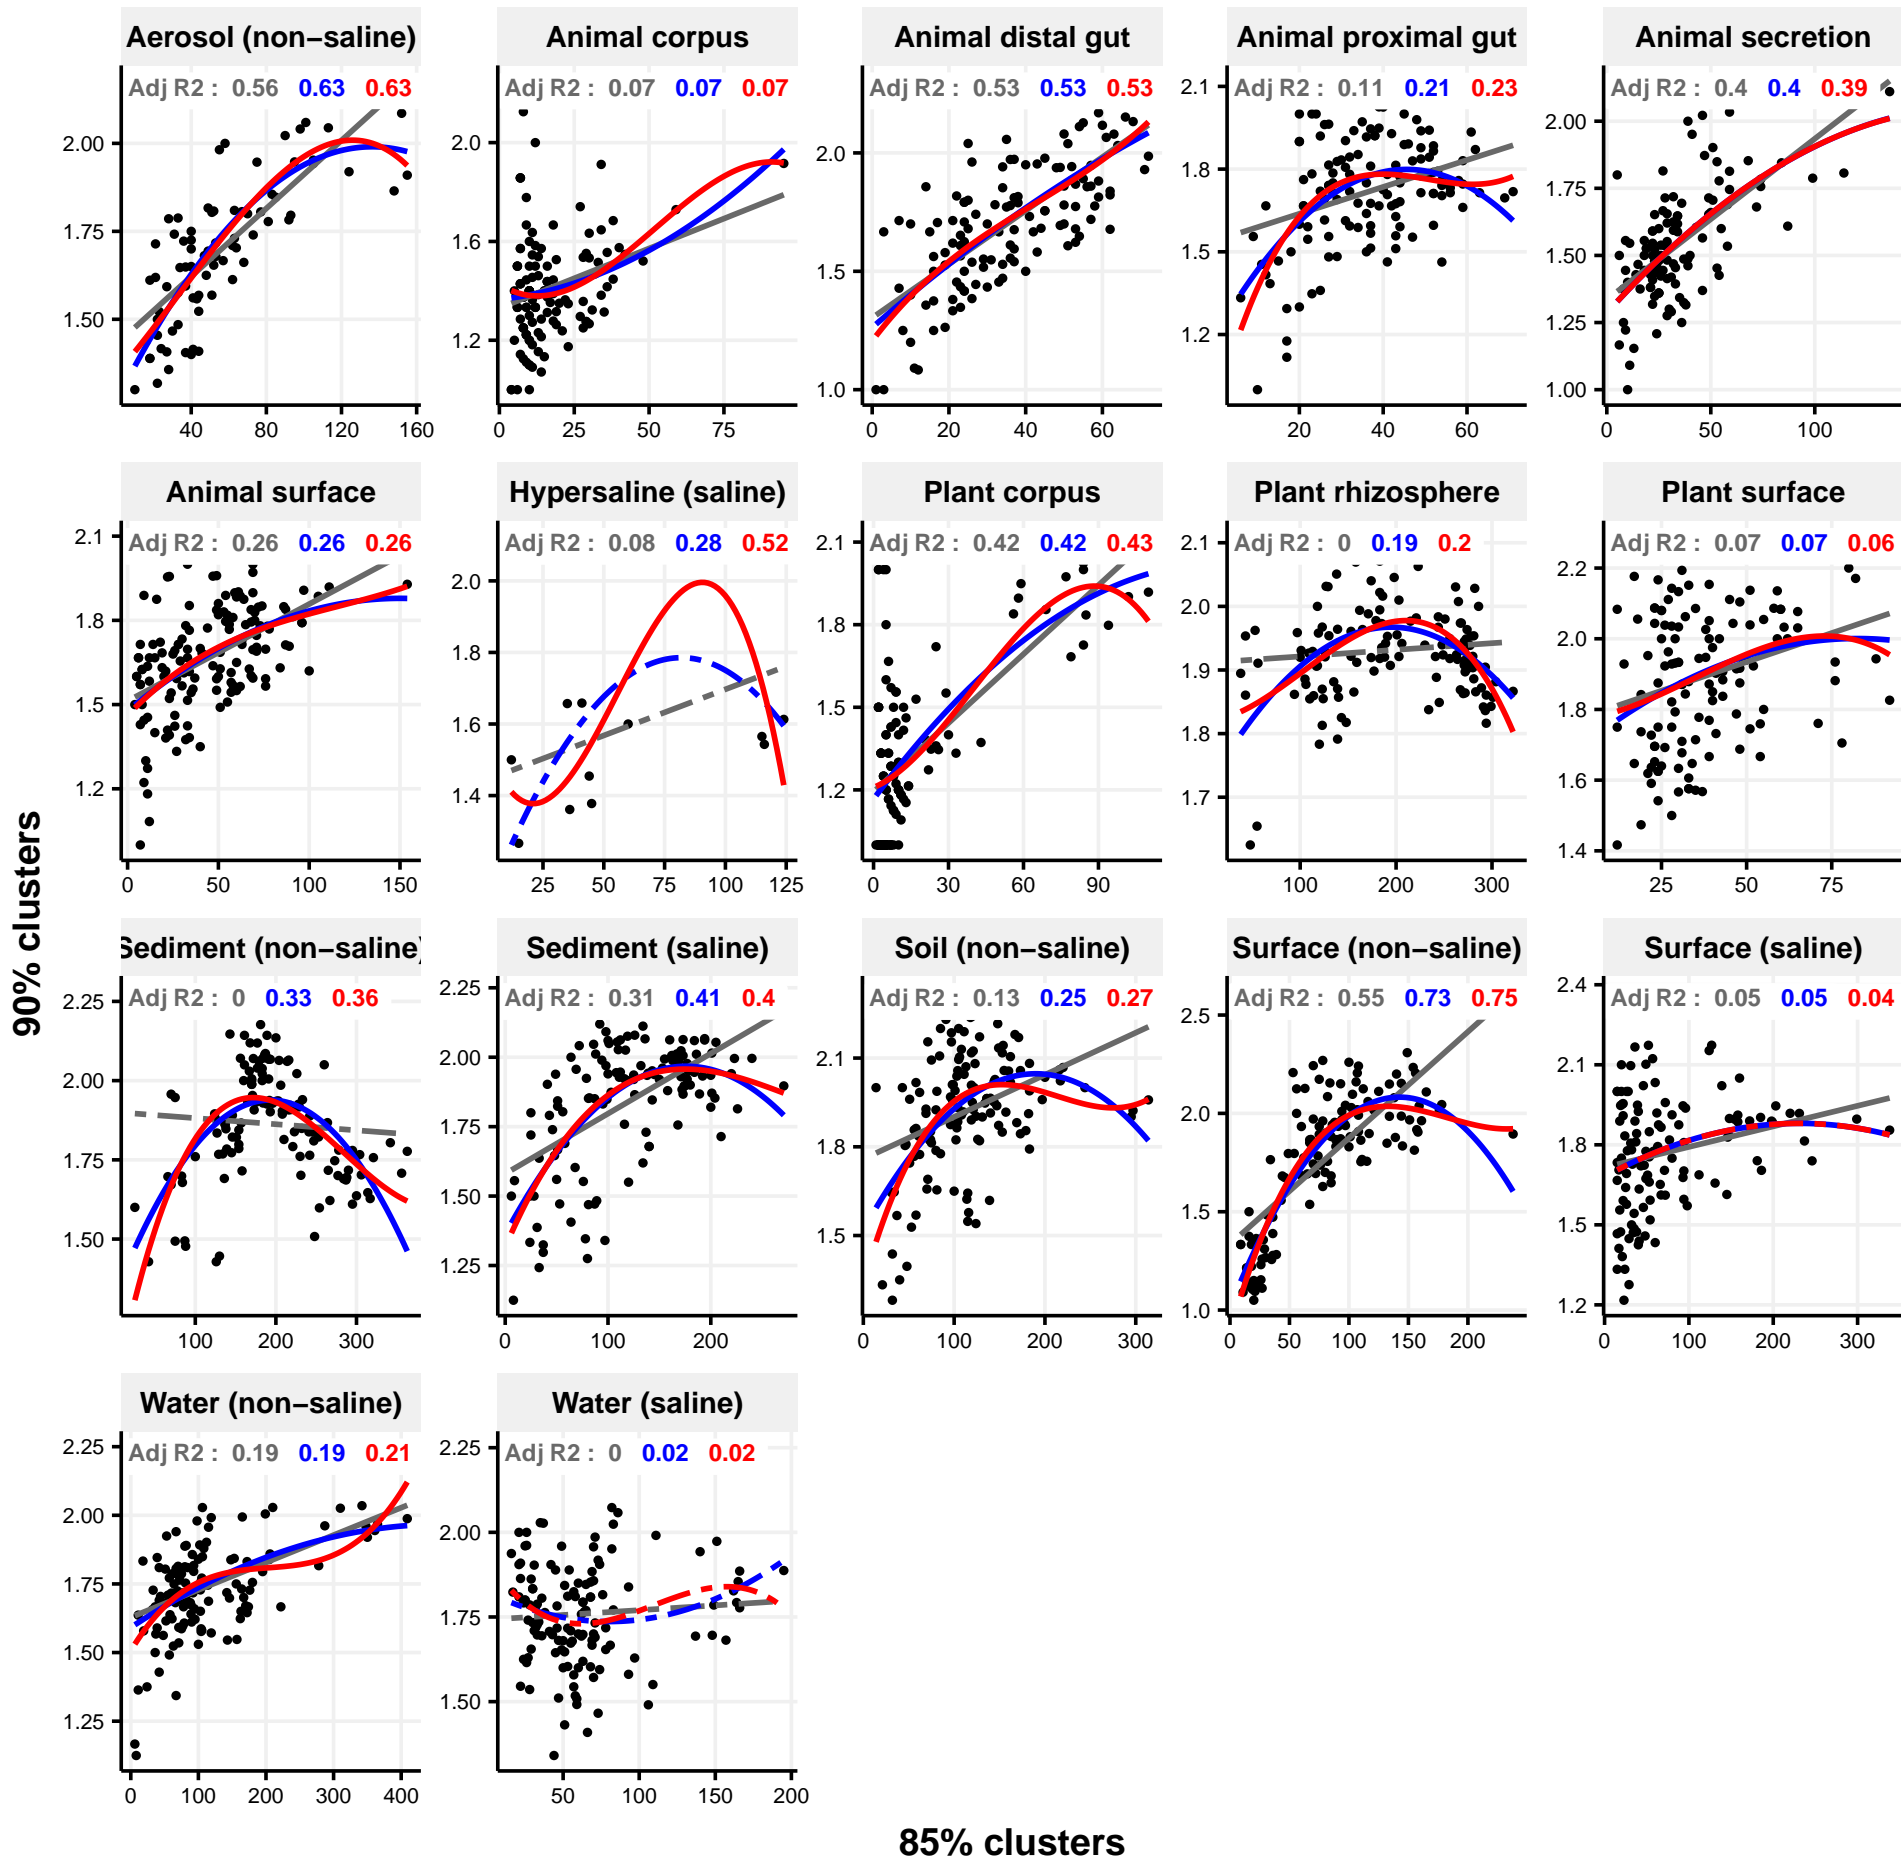 Aerosol (non−saline) Animal corpus Animal distal gut Animal proximal gut Animal secretion
Adj R2 : 0.56 0.63 0.63 Adj R2 : 0.07 0.07 0.07 Adj R2 : 0.53 0.53 0.53 Adj R2 : 0.11 0.21 0.23 Adj R2 : 0.4 0.4 0.39
2.00 1.75 1.50
2.0 1.6 1.2
2.0 1.5 1.0
2.1 1.8 1.5 1.2
2.00 1.75 1.50 1.25 1.00
40 80 120 160 0 25 50 75 0 20 40 60 20 40 60 0 50 100
Animal surface Hypersaline (saline) Plant corpus Plant rhizosphere Plant surface
Adj R2 : 0.26 0.26 0.26 Adj R2 : 0.08 0.28 0.52 Adj R2 : 0.42 0.42 0.43 Adj R2 : 0 0.19 0.2 Adj R2 : 0.07 0.07 0.06
2.1 1.8 1.5 1.2
2.0 1.8 1.6 1.4
2.1 1.8 1.5 1.2
2.1 2.0 1.9 1.8 1.7
2.2 2.0 1.8 1.6 1.4
0 50 100 150 25 50 75 100 125 0 30 60 90 100 200 300 25 50 75
90% clusters
Sediment (non−saline) Sediment (saline) Soil (non−saline) Surface (non−saline) Surface (saline)
Adj R2 : 0 0.33 0.36 Adj R2 : 0.31 0.41 0.4 Adj R2 : 0.13 0.25 0.27 Adj R2 : 0.55 0.73 0.75 Adj R2 : 0.05 0.05 0.04
2.25 2.00 1.75 1.50
2.25 2.00 1.75 1.50 1.25
2.1 1.8 1.5
2.5 2.0 1.5 1.0
2.4 2.1 1.8 1.5 1.2
100 200 300 0 100 200 0 100 200 300 0 50 100 150 200 0 100 200 300
Water (non−saline) Water (saline)
Adj R2 : 0.19 0.19 0.21 Adj R2 : 0 0.02 0.02
2.25 2.00 1.75 1.50 1.25
2.25 2.00 1.75 1.50
0 100 200 300 400 50 100 150 200
85% clusters